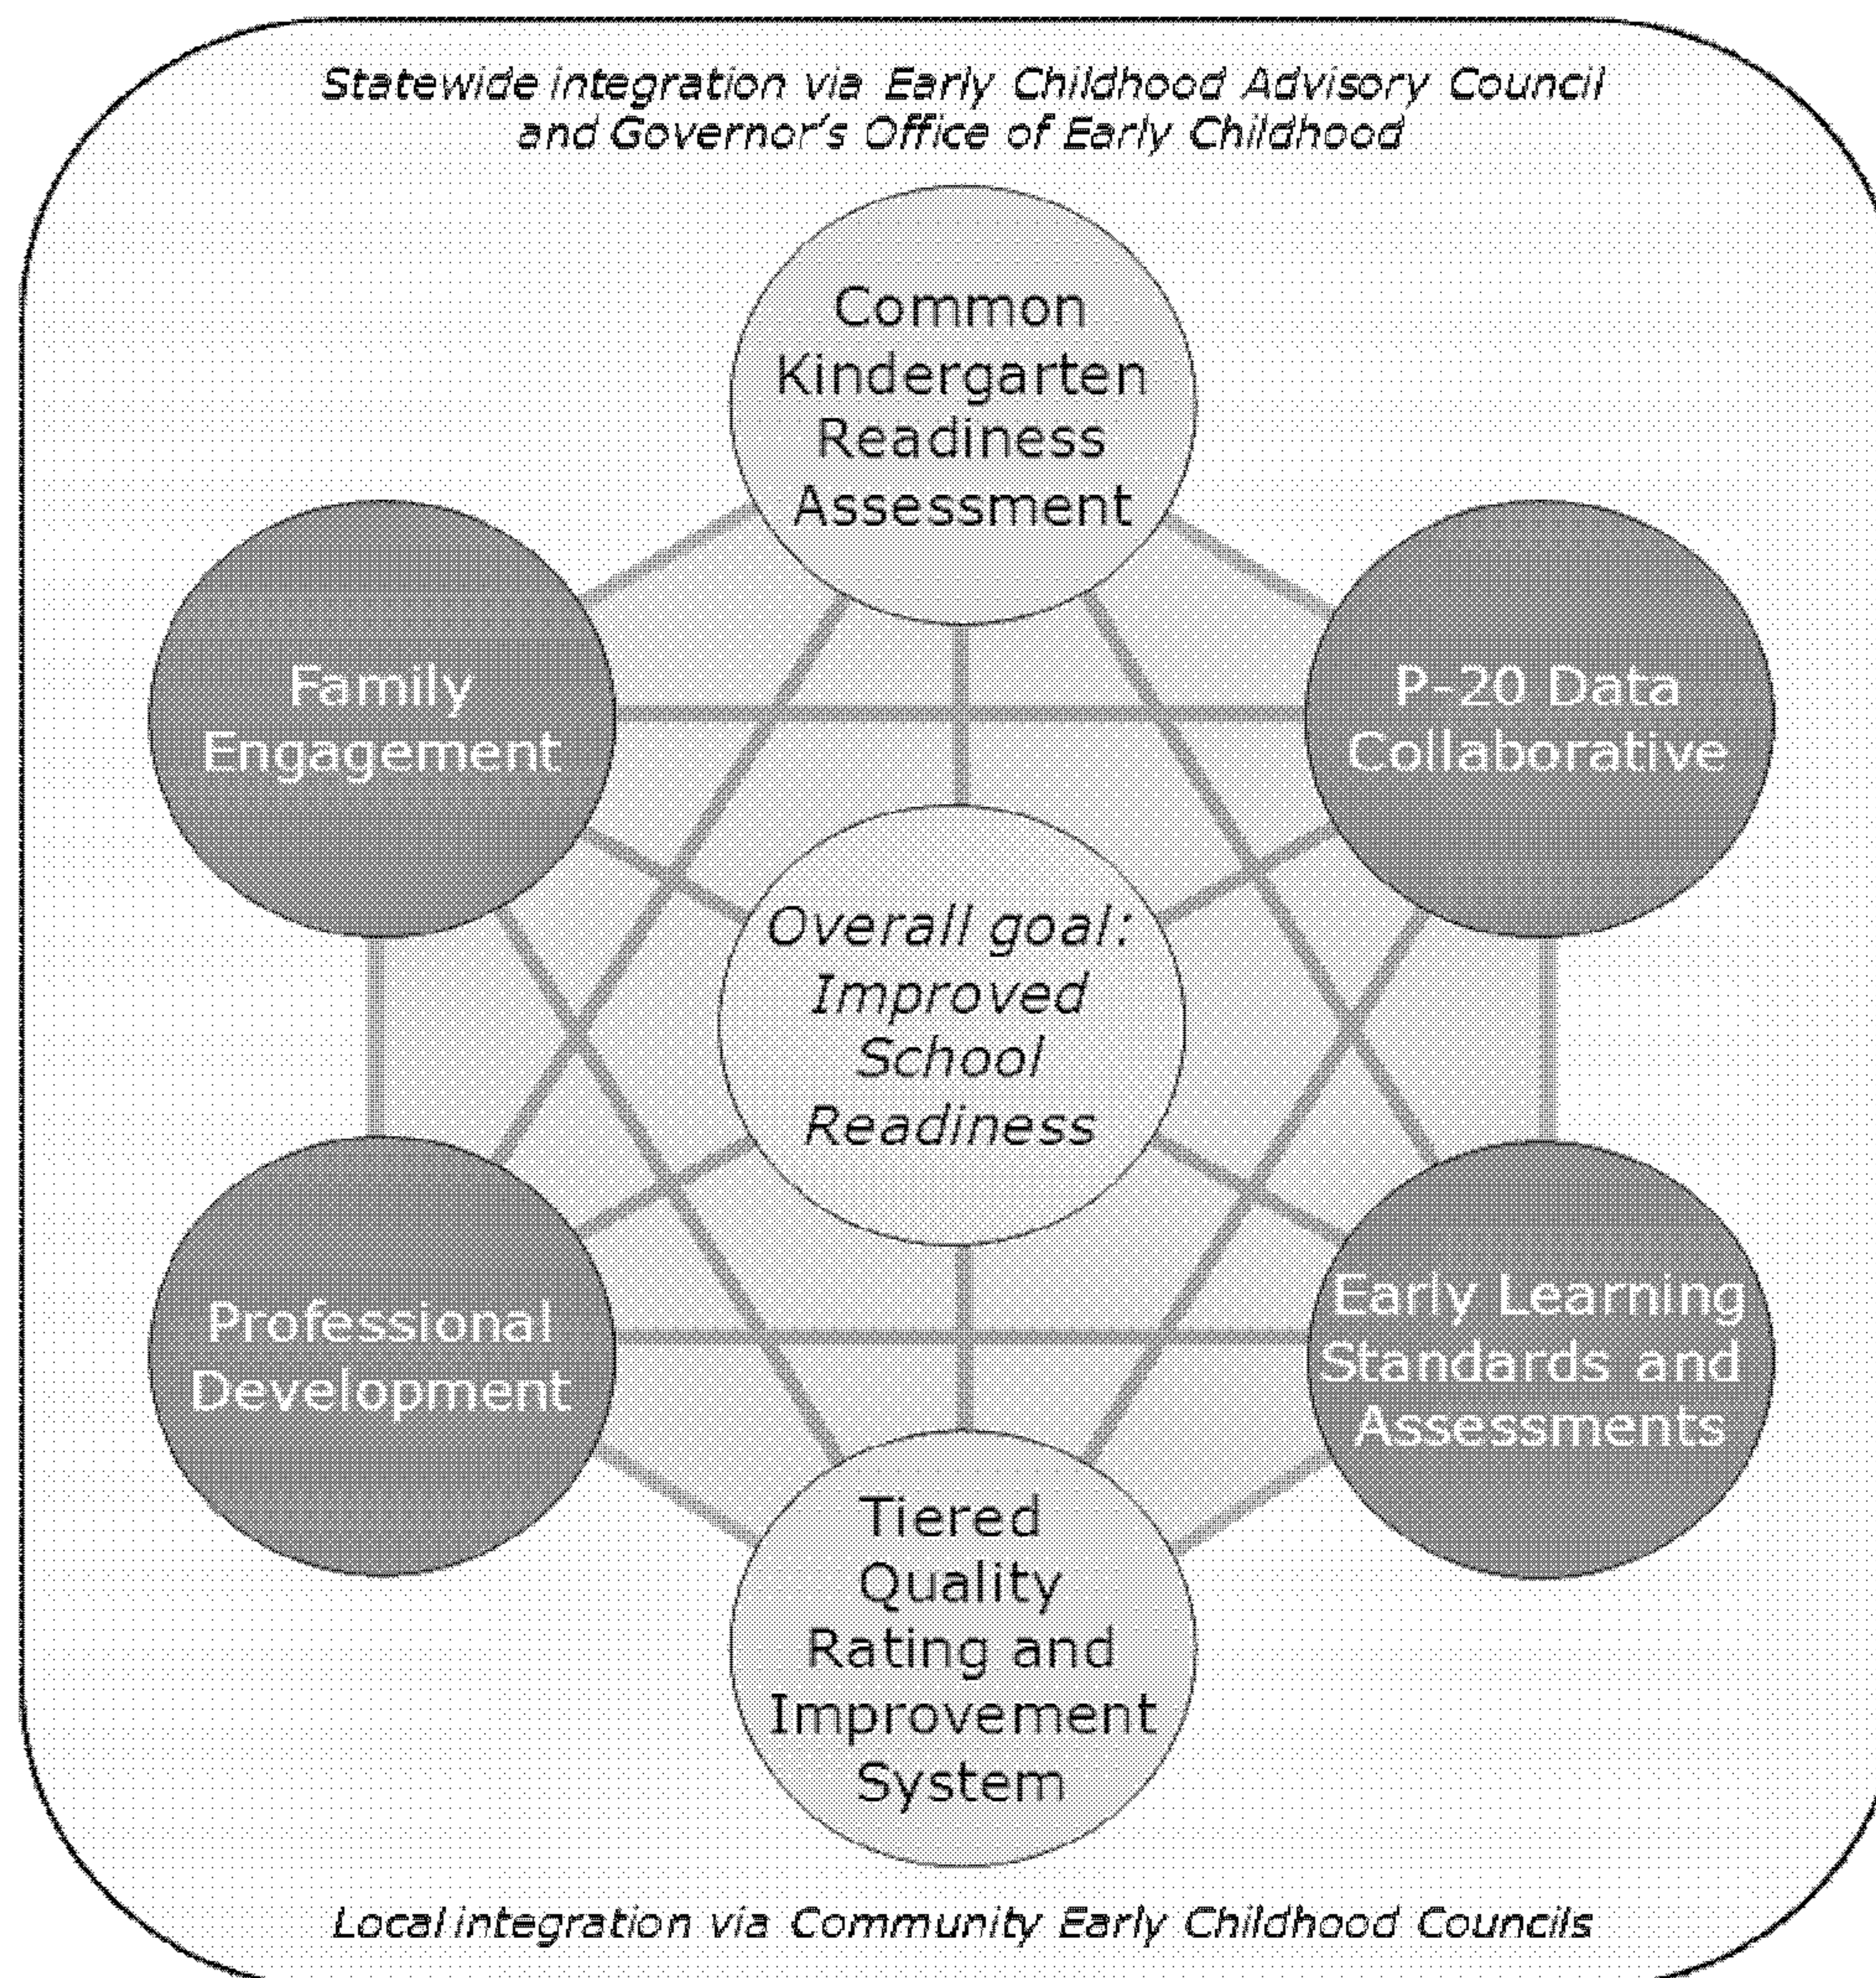 Statewide integration via Early Childhood Advisory Council
and Governor's Office of Early Childhood
Common
Kindergarten
Readiness
Assessment
Family
Engagement
P-20 Data
Collaborative
Overall goal:
Improved
School
Readiness
Professional
Development
Early Learning
Standards and
Assessments
Tiered
Quality
Rating and
Improvement
System
Local integration via Community Early Childhood Councils